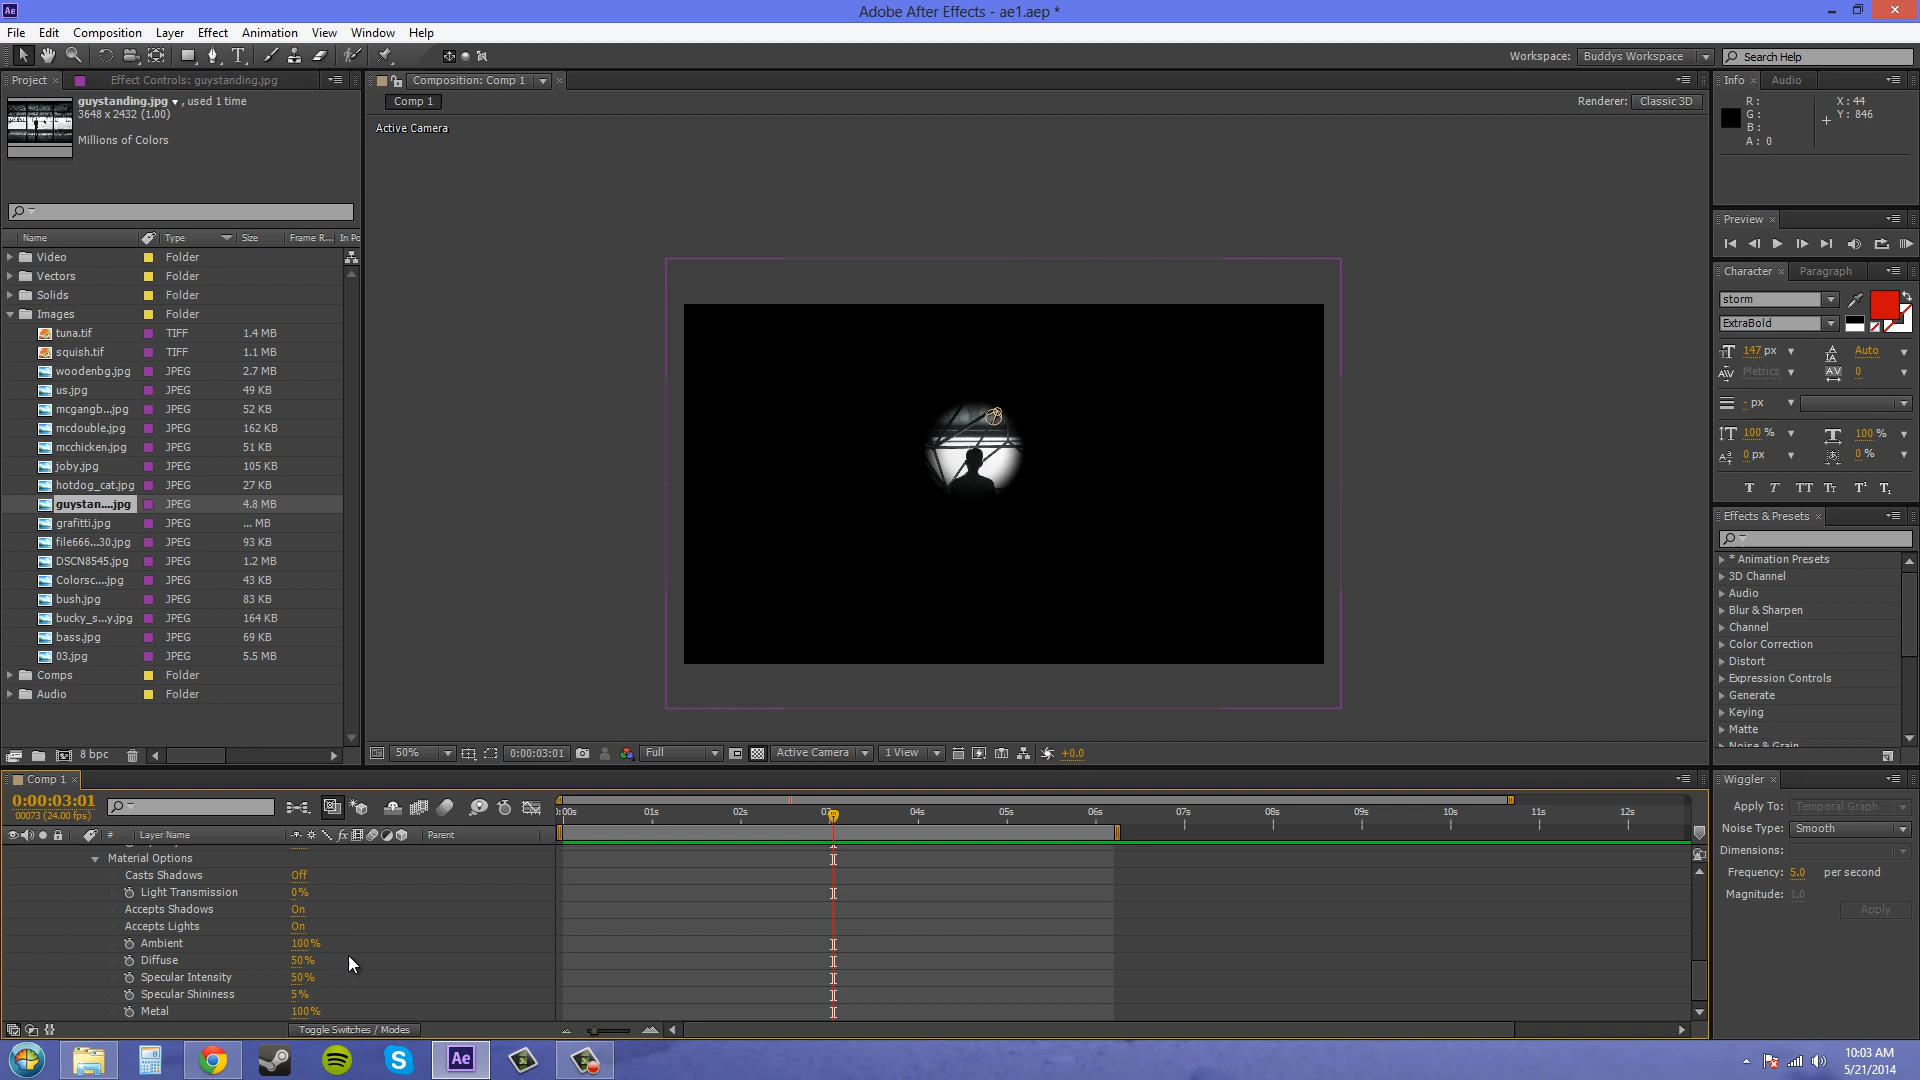 Ae
Adobe After Effects - ae1.aep *
File Edit Composition Layer Effect Animation View Window Help
Workspace: Buddys Workspace
Search Help
Project
Effect Controls: guystanding.jpg
guystanding.jpg , used 1 time
3648 x 2432 (1.00)
Millions of Colors
Name Type Size Frame R... In Po
Video Folder
Vectors Folder
Solids Folder
Images Folder
tuna.tif TIFF 1.4 MB
squish.tif TIFF 1.1 MB
woodenbg.jpg JPEG 2.7 MB
us.jpg JPEG 49 KB
mcgangb...jpg JPEG 52 KB
mcdouble.jpg JPEG 162 KB
mcchicken.jpg JPEG 51 KB
joby.jpg JPEG 105 KB
hotdog_cat.jpg JPEG 27 KB
guystan....jpg JPEG 4.8 MB
grafitti.jpg JPEG ... MB
file666...30.jpg JPEG 93 KB
DSCN8545.jpg JPEG 1.2 MB
Colorsc....jpg JPEG 43 KB
bush.jpg JPEG 83 KB
bucky_s...y.jpg JPEG 164 KB
bass.jpg JPEG 69 KB
03.jpg JPEG 5.5 MB
Comps Folder
Audio Folder
8 bpc
Composition: Comp 1
Comp 1
Renderer: Classic 3D
Active Camera
50% 0:00:03:01 Full Active Camera 1 View +0.0
Info Audio
R:
G:
B:
A: 0
X: 44
Y: 846
Preview
Character Paragraph
storm
ExtraBold
147 px Auto
Metrics 0
- px
100 % 100 %
0 px 0 %
T T TT Tt T¹ T₁
Effects & Presets
* Animation Presets
3D Channel
Audio
Blur & Sharpen
Channel
Color Correction
Distort
Expression Controls
Generate
Keying
Matte
Noise & Grain
Comp 1
0:00:03:01
00073 (24.00 fps)
# Layer Name fx Parent
):00s 01s 02s 03s 04s 05s 06s 07s 08s 09s 10s 11s 12s
Material Options
Casts Shadows Off
Light Transmission 0%
Accepts Shadows On
Accepts Lights On
Ambient 100%
Diffuse 50%
Specular Intensity 50%
Specular Shininess 5%
Metal 100%
Toggle Switches / Modes
Wiggler
Apply To: Temporal Graph
Noise Type: Smooth
Dimensions:
Frequency: 5.0 per second
Magnitude: 1.0
Apply
Ae
10:03 AM
5/21/2014